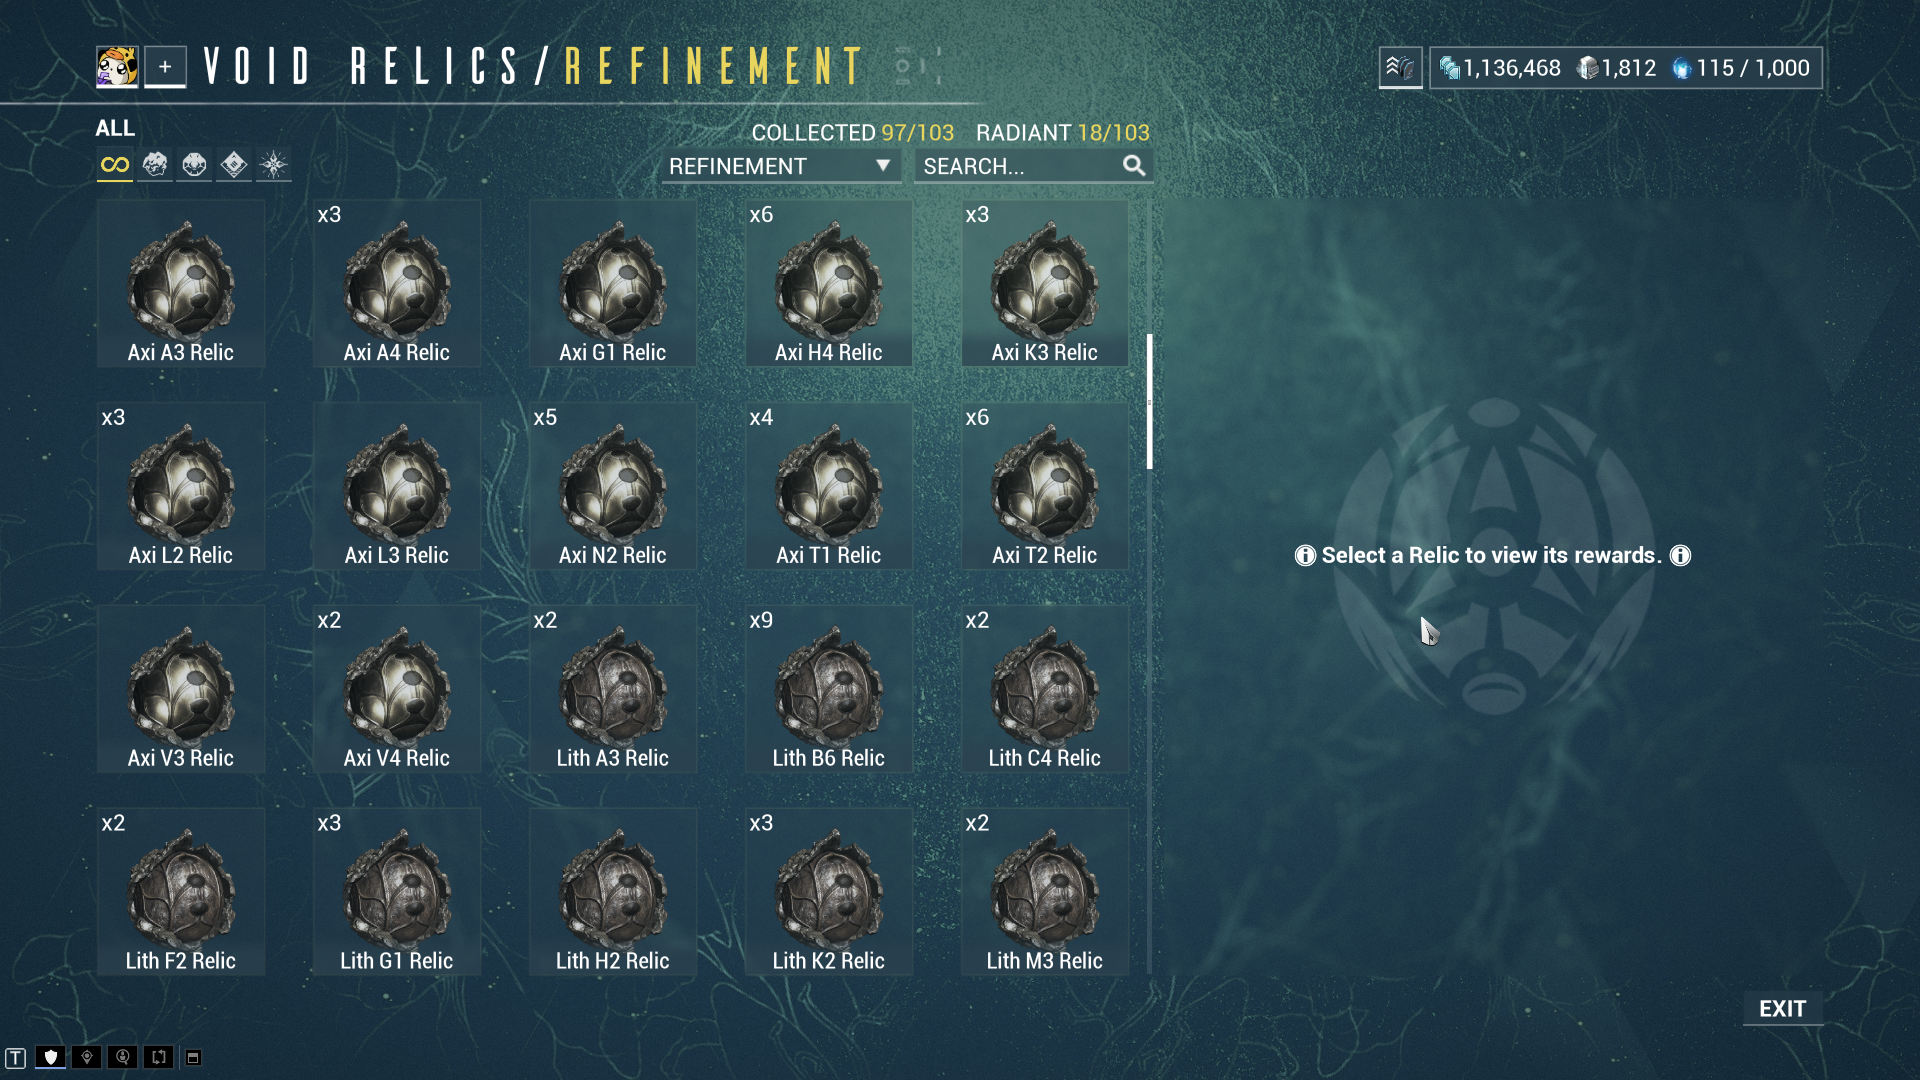 VOID RELICS/REFINEMENT
1,136,468 1,812 115 / 1,000
ALL
COLLECTED 97/103 RADIANT 18/103
REFINEMENT SEARCH...
x3 x6 x3
Axi A3 Relic Axi A4 Relic Axi G1 Relic Axi H4 Relic Axi K3 Relic
x3 x5 x4 x6
Axi L2 Relic Axi L3 Relic Axi N2 Relic Axi T1 Relic Axi T2 Relic
Select a Relic to view its rewards.
x2 x2 x9 x2
Axi V3 Relic Axi V4 Relic Lith A3 Relic Lith B6 Relic Lith C4 Relic
x2 x3 x3 x2
Lith F2 Relic Lith G1 Relic Lith H2 Relic Lith K2 Relic Lith M3 Relic
EXIT
T